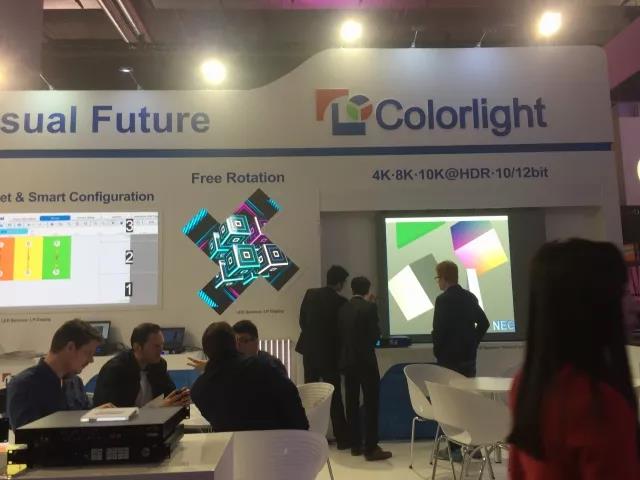 sual Future
Colorlight
Free Rotation
4K·8K·10K@HDR·10/12bit
et & Smart Configuration
3
2
1
NEC